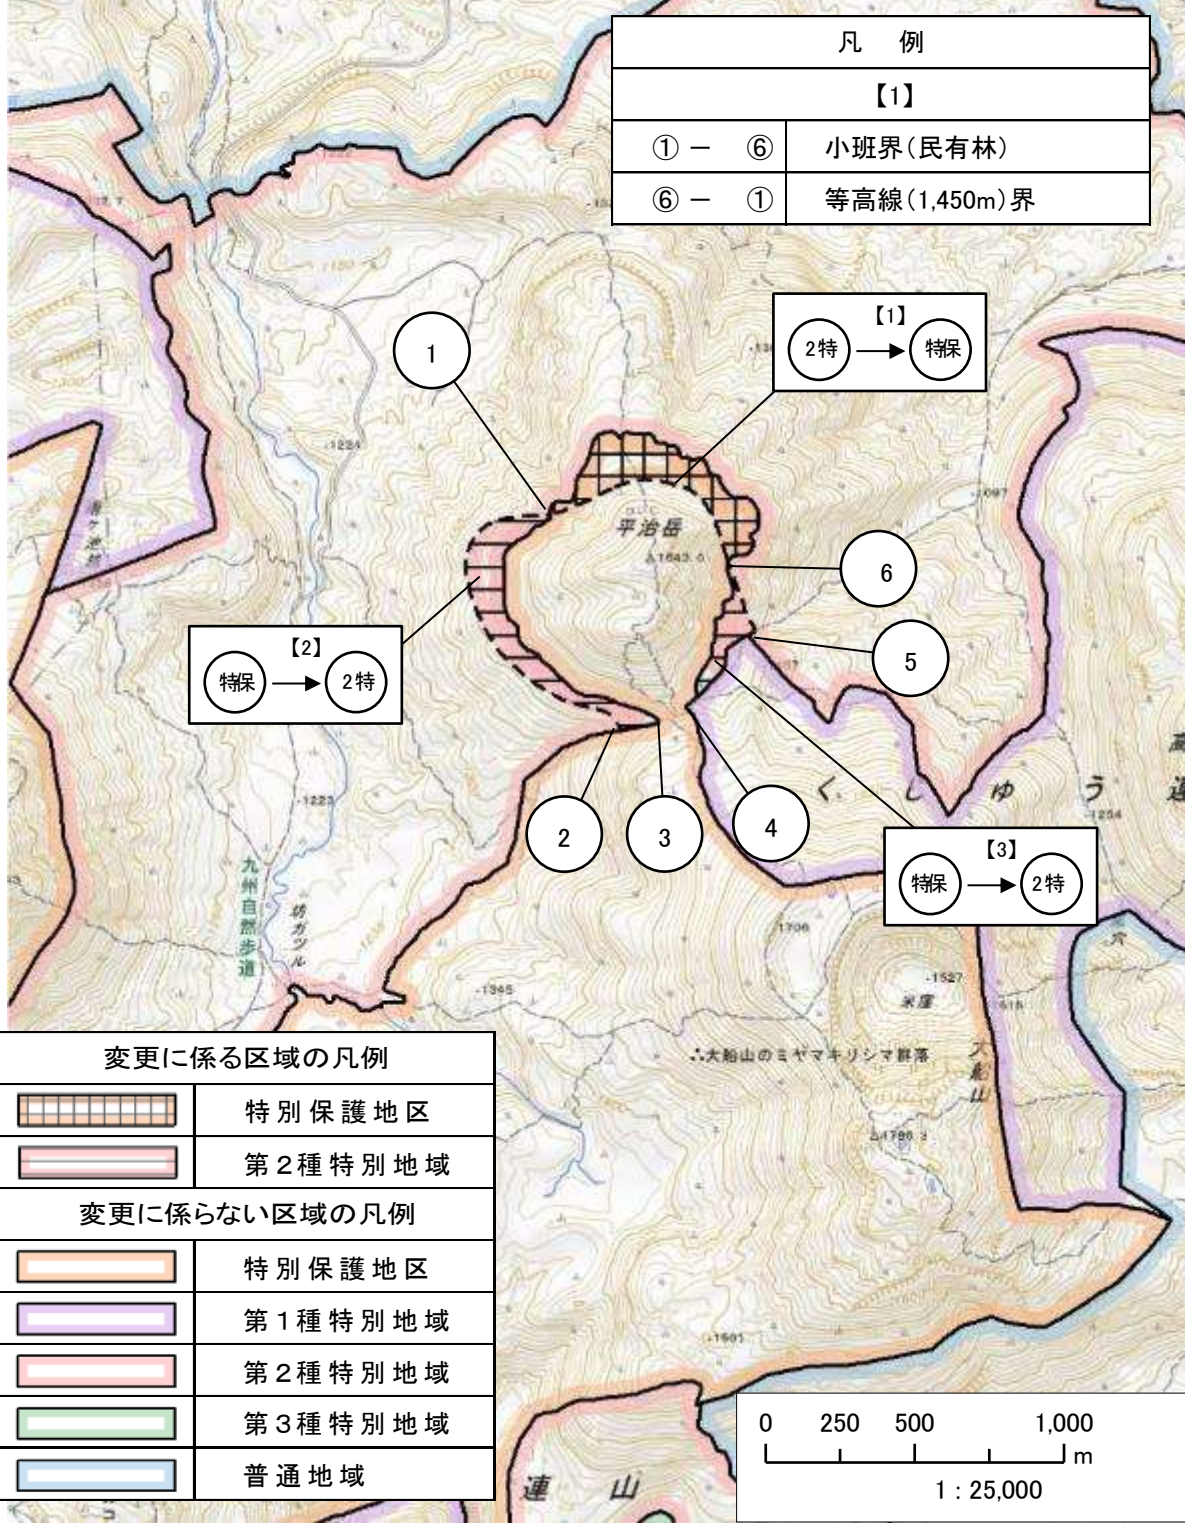 凡　例
【1】
① － ⑥ 小班界（民有林）
⑥ － ① 等高線（1,450m）界
【1】
2特 特保
1
平治岳
1643.0
6
5
【2】
特保 2特
2
3
4
【3】
特保 2特
く じ ゅ う
1224
1223
1097
1254
九州自然歩道
坊ガツル
1345
1706
1527
米窪
大船山
大船山のミヤマキリシマ群落
変更に係る区域の凡例
特別保護地区
第2種特別地域
変更に係らない区域の凡例
特別保護地区
第1種特別地域
第2種特別地域
第3種特別地域
普通地域
連 山
0 250 500 1,000
m
1：25,000